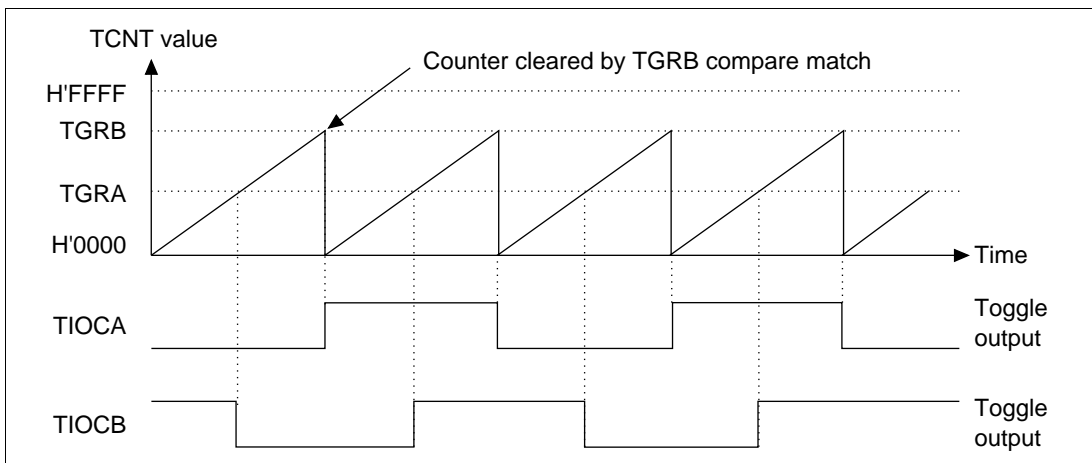 TCNT value
Counter cleared by TGRB compare match
H'FFFF
TGRB
TGRA
H'0000
Time
TIOCA
Toggle
output
TIOCB
Toggle
output